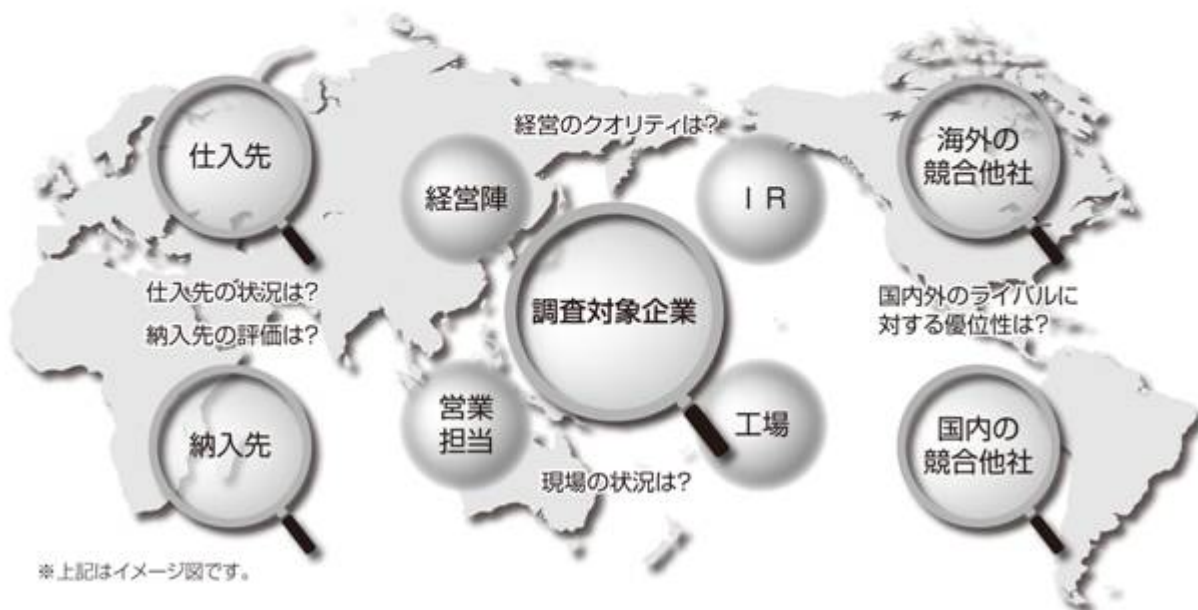 仕入先
仕入先の状況は?
納入先の評価は?
納入先
経営のクオリティは?
経営陣
ＩＲ
調査対象企業
営業
担当
工場
現場の状況は?
海外の
競合他社
国内外のライバルに
対する優位性は?
国内の
競合他社
※上記はイメージ図です。